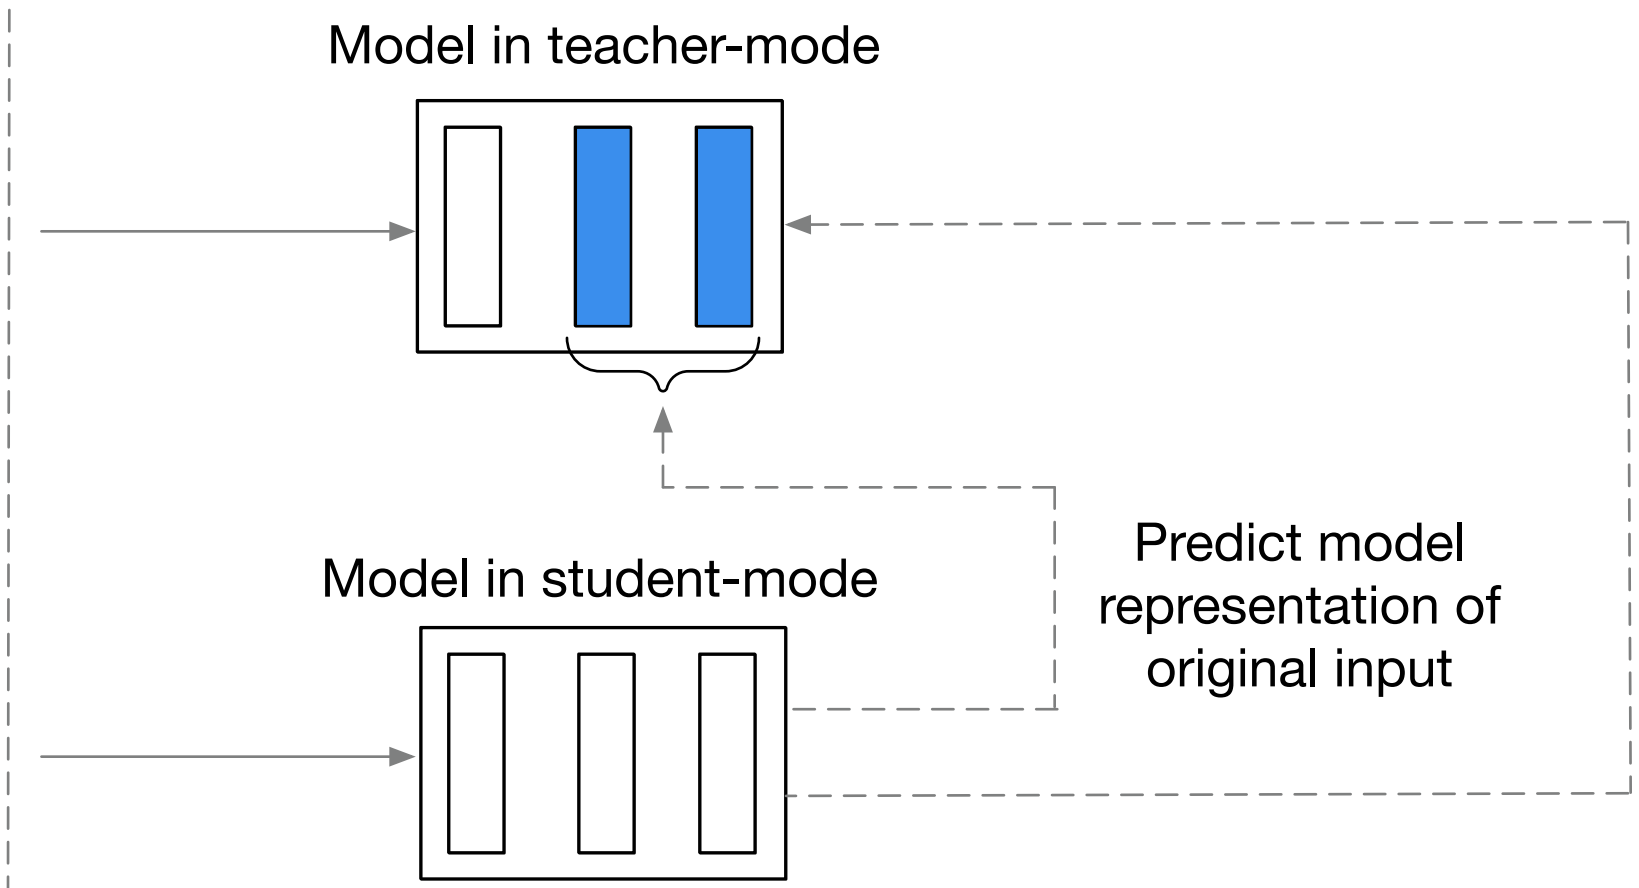 Model in teacher-mode
Model in student-mode
Predict model
representation of
original input